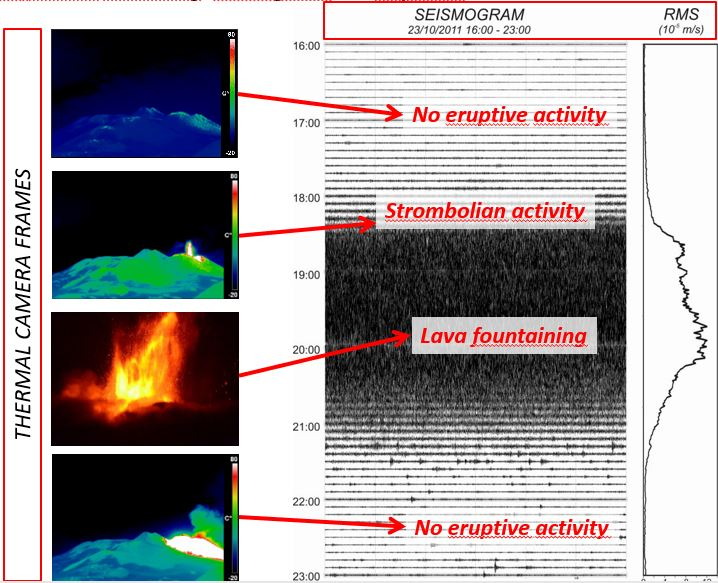 SEISMOGRAM
23/10/2011 16:00 - 23:00
RMS
(10⁻⁵ m/s)
THERMAL CAMERA FRAMES
80
C°
-20
80
C°
-20
80
C°
-20
16:00
17:00
18:00
19:00
20:00
21:00
22:00
23:00
No eruptive activity
Strombolian activity
Lava fountaining
No eruptive activity